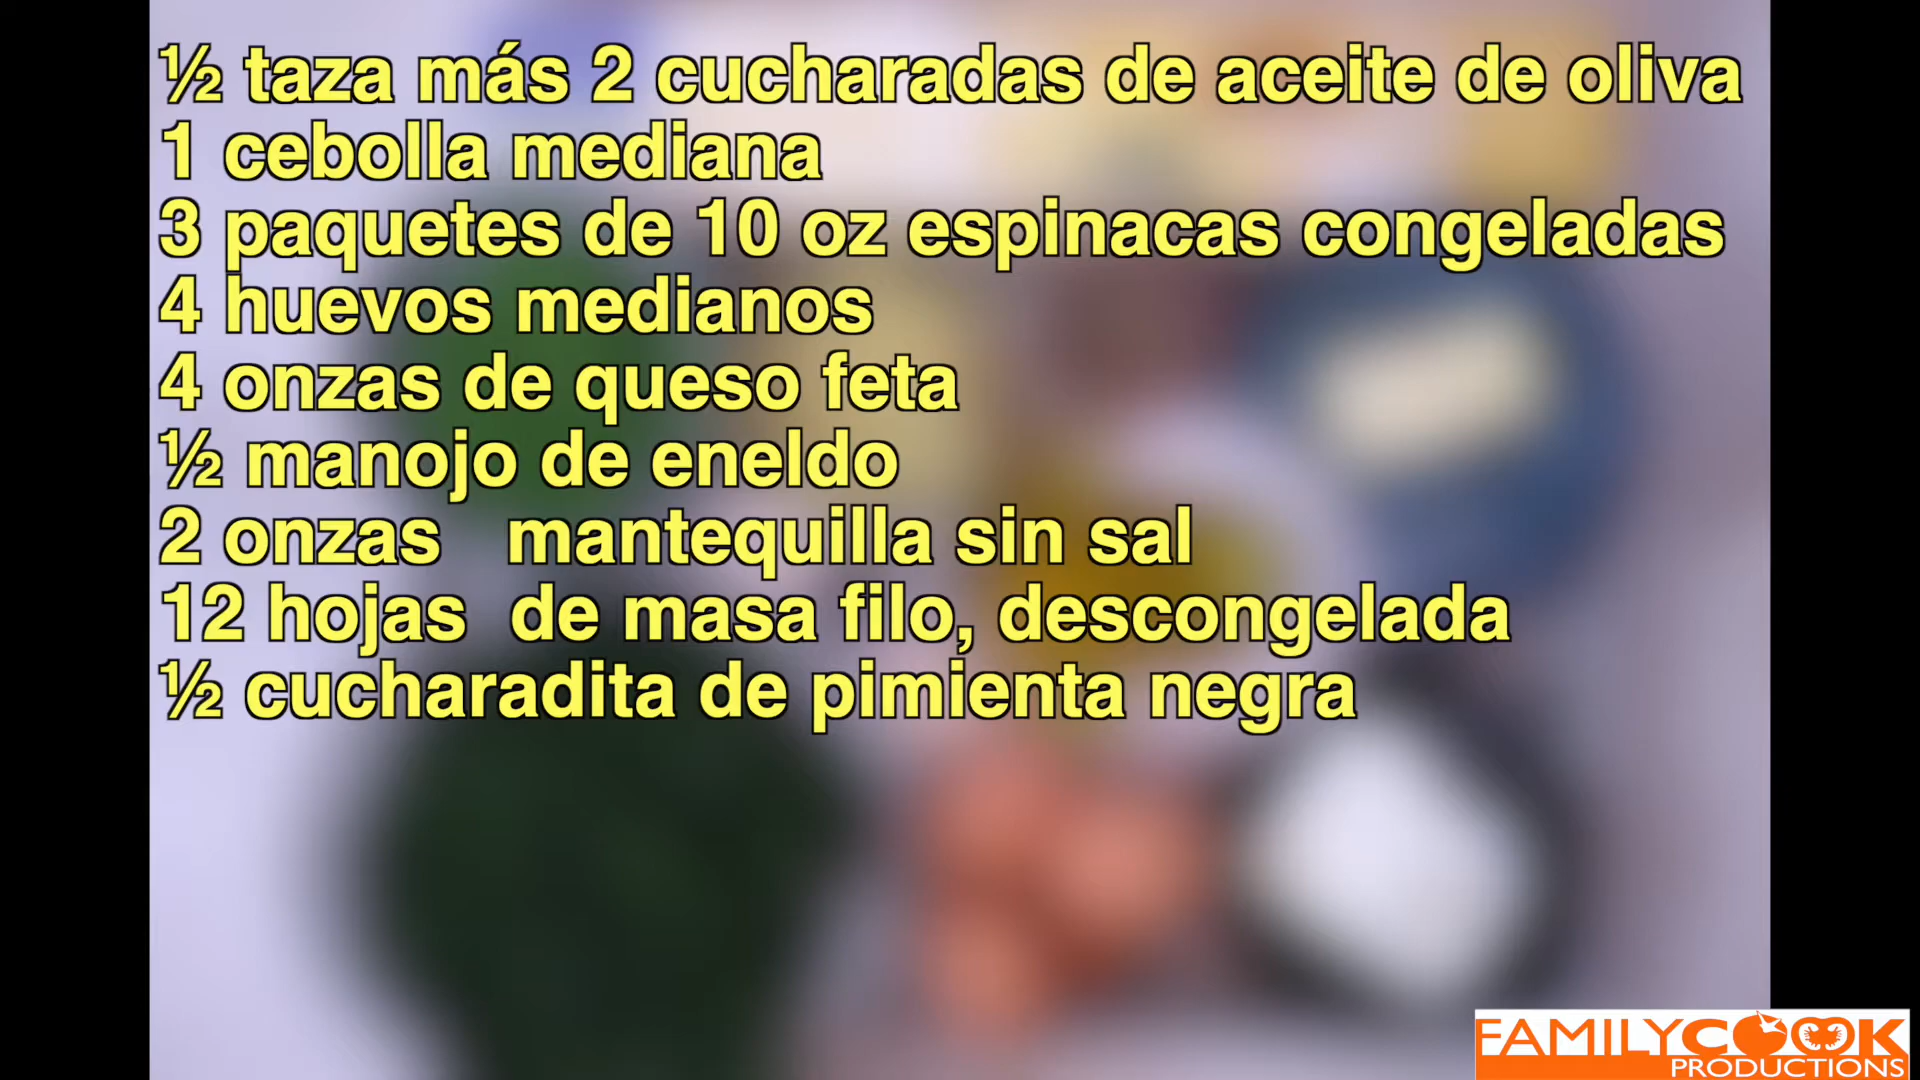 ½ taza más 2 cucharadas de aceite de oliva
1 cebolla mediana
3 paquetes de 10 oz espinacas congeladas
4 huevos medianos
4 onzas de queso feta
½ manojo de eneldo
2 onzas   mantequilla sin sal
12 hojas  de masa filo, descongelada
½ cucharadita de pimienta negra
FAMILYCOOK
PRODUCTIONS